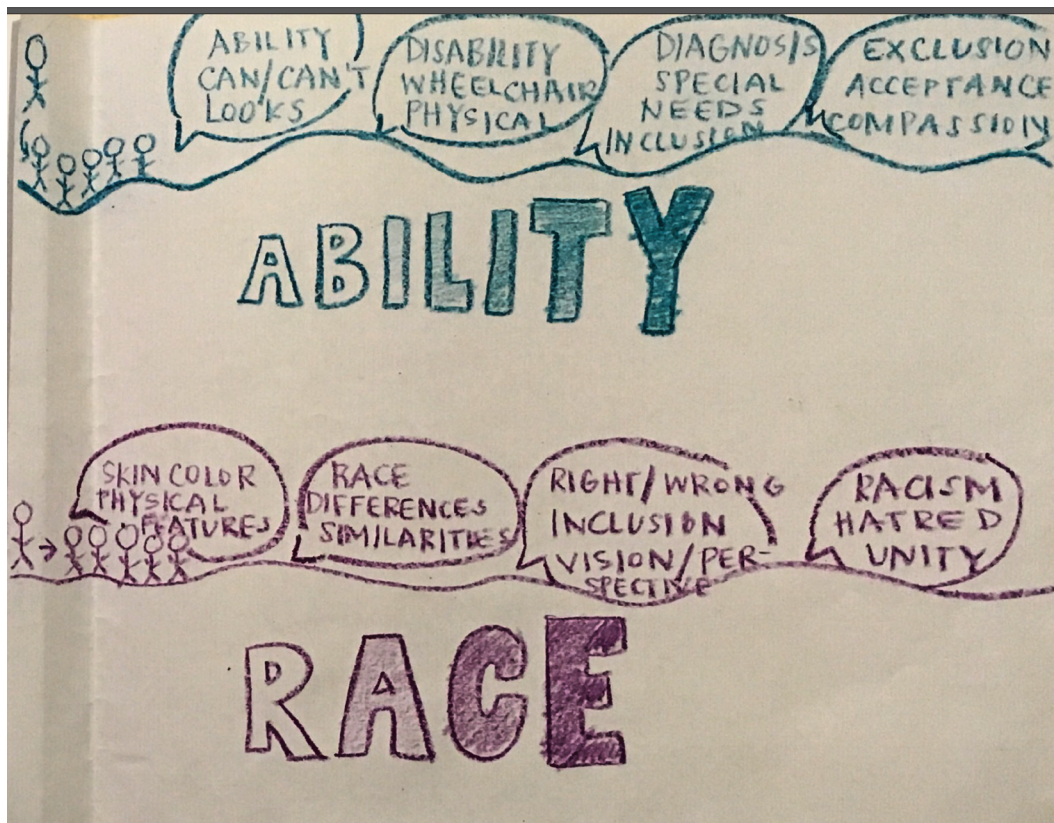 ABILITY
CAN/CAN'T
LOOKS
DISABILITY
WHEELCHAIR
PHYSICAL
DIAGNOSIS
SPECIAL
NEEDS
INCLUSION
EXCLUSION
ACCEPTANCE
COMPASSION
ABILITY
SKIN COLOR
PHYSICAL
FEATURES
RACE
DIFFERENCES
SIMILARITIES
RIGHT/WRONG
INCLUSION
VISION/PER-
SPECTIVE
RACISM
HATRED
UNITY
RACE